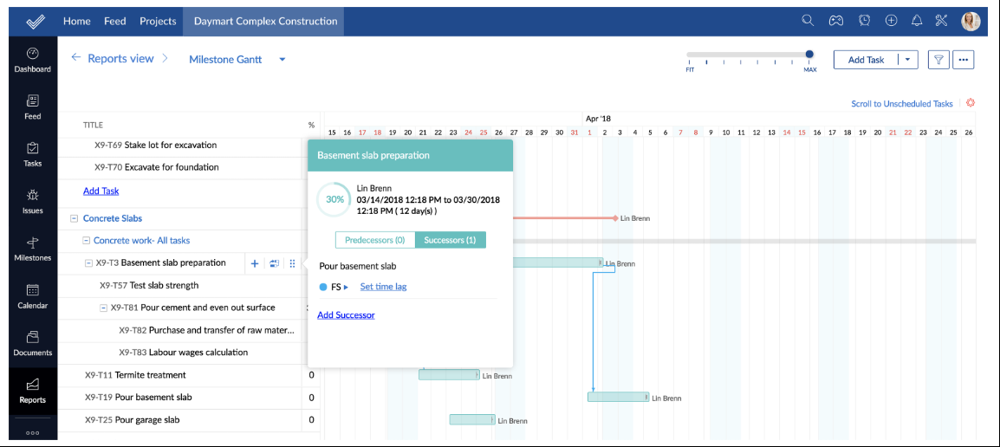 Home Feed Projects Daymart Complex Construction
Dashboard
Feed
Tasks
Issues
Milestones
Calendar
Documents
Reports
Reports view Milestone Gantt
FIT MAX
Add Task
Scroll to Unscheduled Tasks
TITLE %
Apr '18
15 16 17 18 19 20 21 22 23 24 25 26 27 28 29 30 31 1 2 3 4 5 6 7 8 9 10 11 12 13 14 15 16 17 18 19 20 21 22 23 24 25 26
X9-T69 Stake lot for excavation
X9-T70 Excavate for foundation
Add Task
Concrete Slabs
Lin Brenn
Concrete work- All tasks
X9-T3 Basement slab preparation
Lin Brenn
X9-T57 Test slab strength
X9-T81 Pour cement and even out surface
X9-T82 Purchase and transfer of raw mater...
X9-T83 Labour wages calculation
X9-T11 Termite treatment 0 Lin Brenn
X9-T19 Pour basement slab 0 Lin Brenn
X9-T25 Pour garage slab 0 Lin Brenn
Basement slab preparation
30%
Lin Brenn
03/14/2018 12:18 PM to 03/30/2018
12:18 PM ( 12 day(s) )
Predecessors (0) Successors (1)
Pour basement slab
FS Set time lag
Add Successor